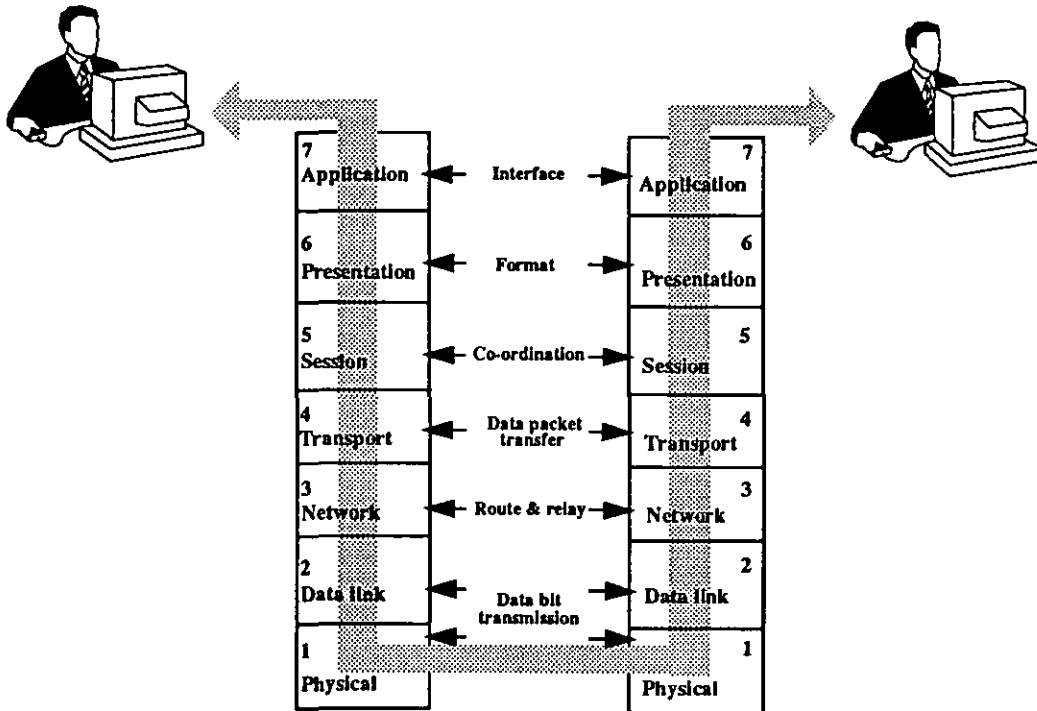 7
Application
Interface
7
Application
6
Presentation
Format
6
Presentation
5
Session
Co-ordination
5
Session
4
Transport
Data packet
transfer
4
Transport
3
Network
Route & relay
3
Network
2
Data link
Data bit
transmission
2
Data link
1
Physical
1
Physical